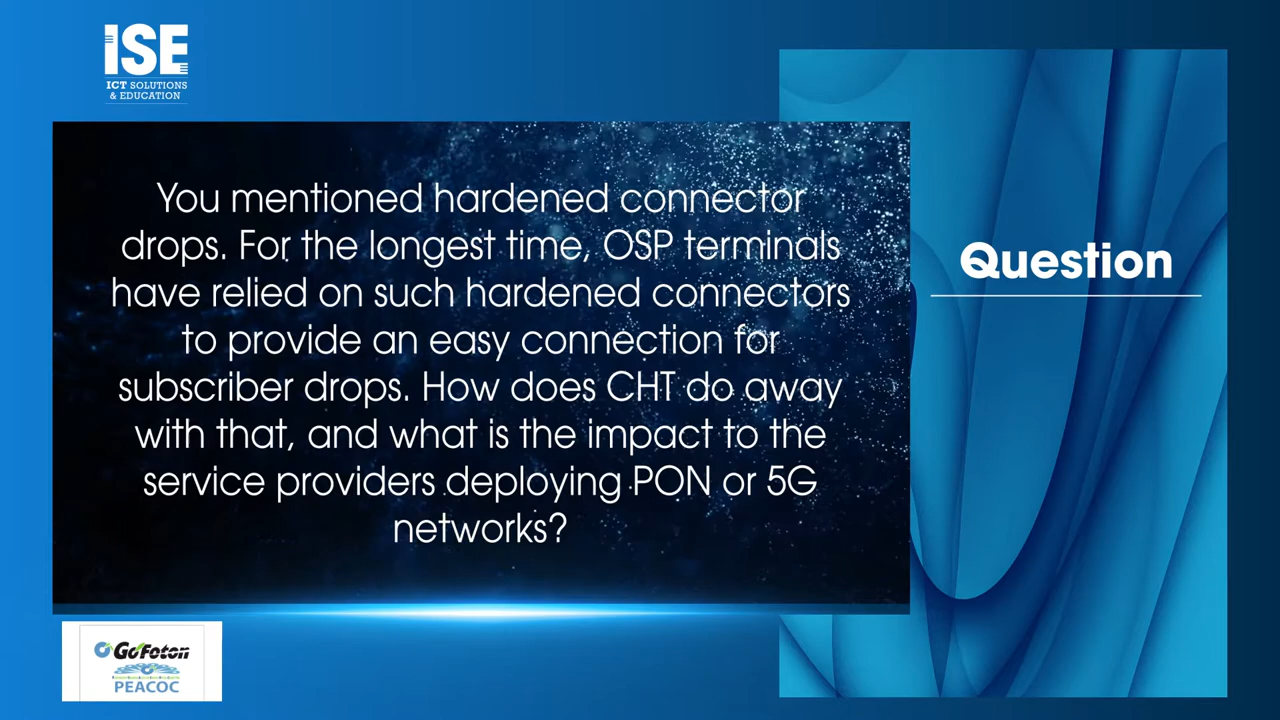 ISE
ICT SOLUTIONS
& EDUCATION
You mentioned hardened connector
drops. For the longest time, OSP terminals
have relied on such hardened connectors
to provide an easy connection for
subscriber drops. How does CHT do away
with that, and what is the impact to the
service providers deploying PON or 5G
networks?
Question
GoFoton
PEACOC